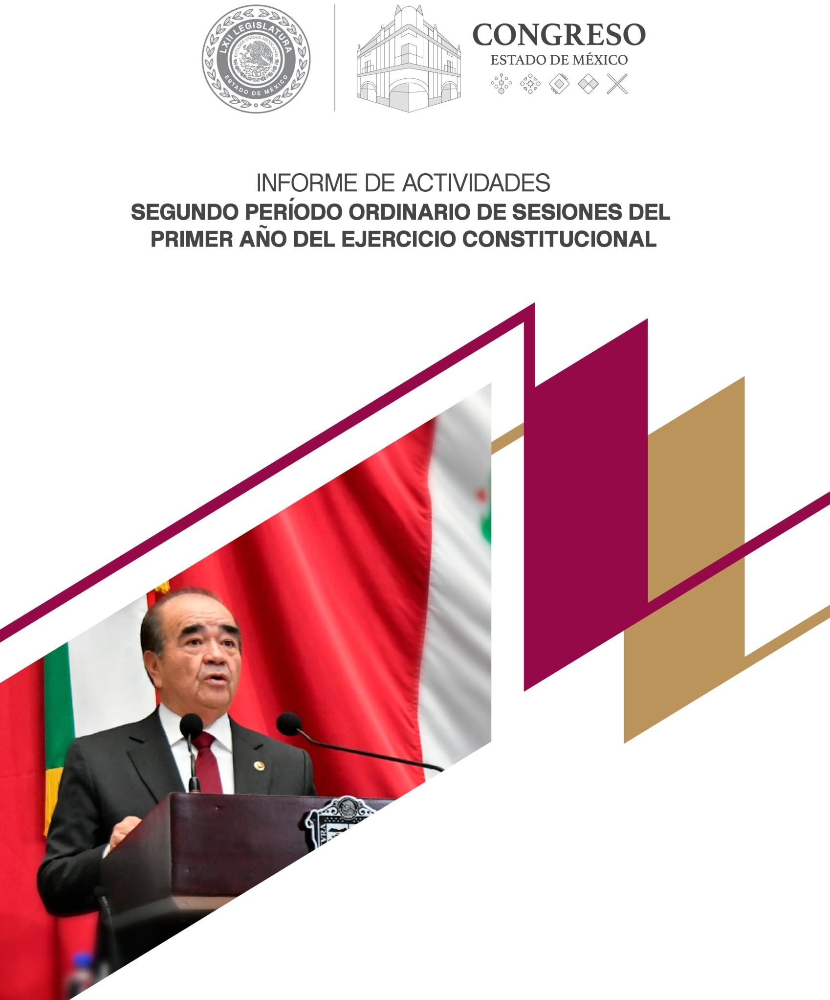 LXII LEGISLATURA
ESTADOS UNIDOS MEXICANOS
ESTADO DE MÉXICO
CONGRESO
ESTADO DE MÉXICO
INFORME DE ACTIVIDADES
SEGUNDO PERÍODO ORDINARIO DE SESIONES DEL
PRIMER AÑO DEL EJERCICIO CONSTITUCIONAL